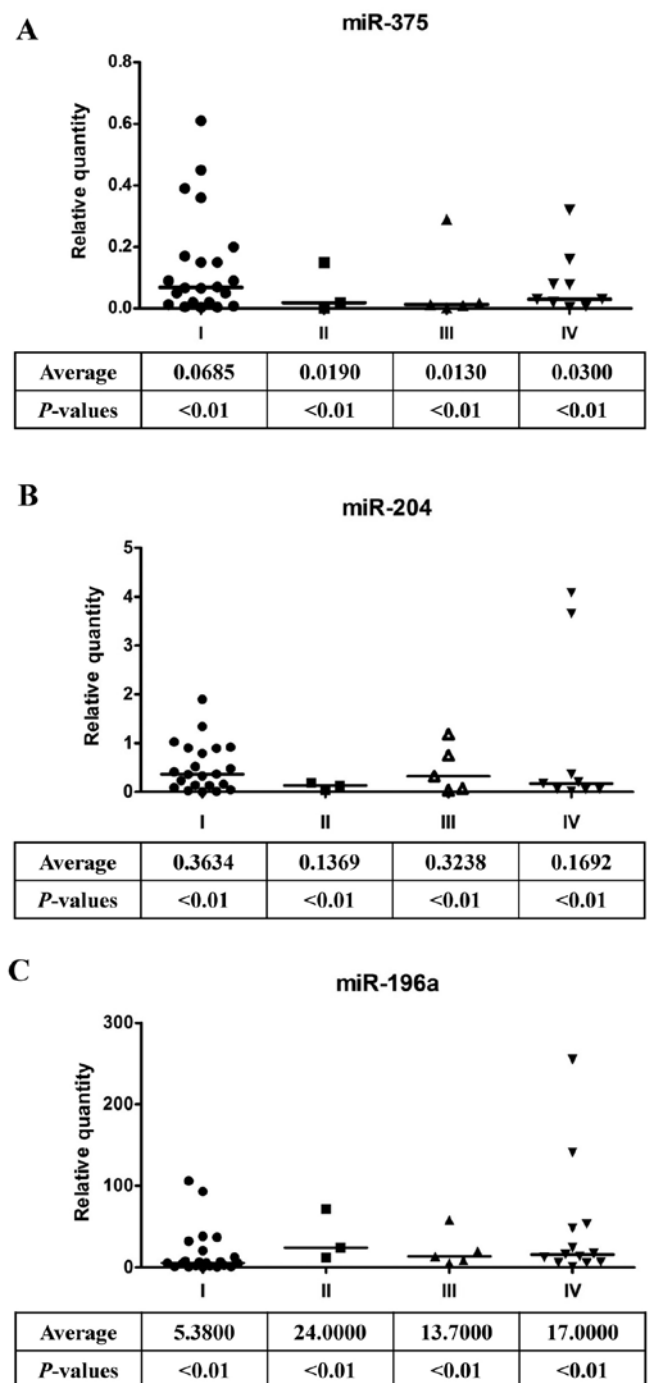 A
miR-375
Relative quantity
0.8
0.6
0.4
0.2
0.0
I II III IV
Average 0.0685 0.0190 0.0130 0.0300
P-values <0.01 <0.01 <0.01 <0.01
B
miR-204
Relative quantity
5
4
3
2
1
0
I II III IV
Average 0.3634 0.1369 0.3238 0.1692
P-values <0.01 <0.01 <0.01 <0.01
C
miR-196a
Relative quantity
300
200
100
0
I II III IV
Average 5.3800 24.0000 13.7000 17.0000
P-values <0.01 <0.01 <0.01 <0.01